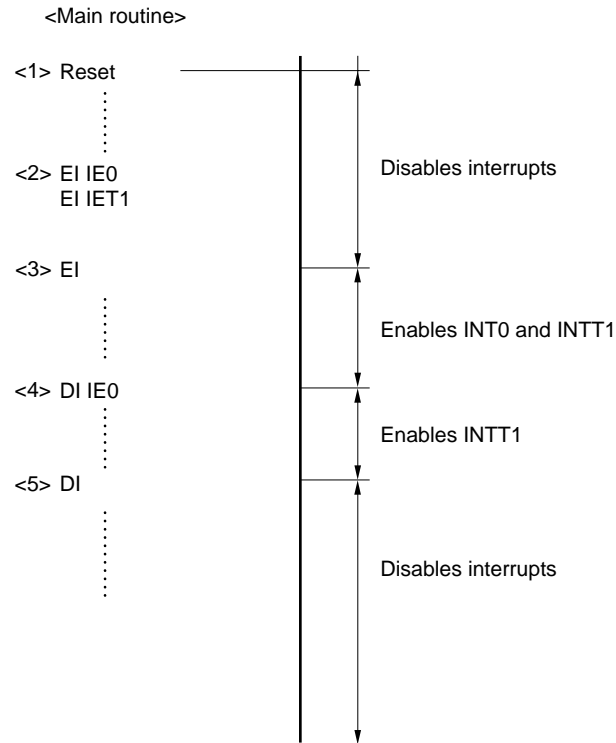 <Main routine>
<1> Reset
<2> EI IE0
EI IET1
Disables interrupts
<3> EI
Enables INT0 and INTT1
<4> DI IE0
Enables INTT1
<5> DI
Disables interrupts